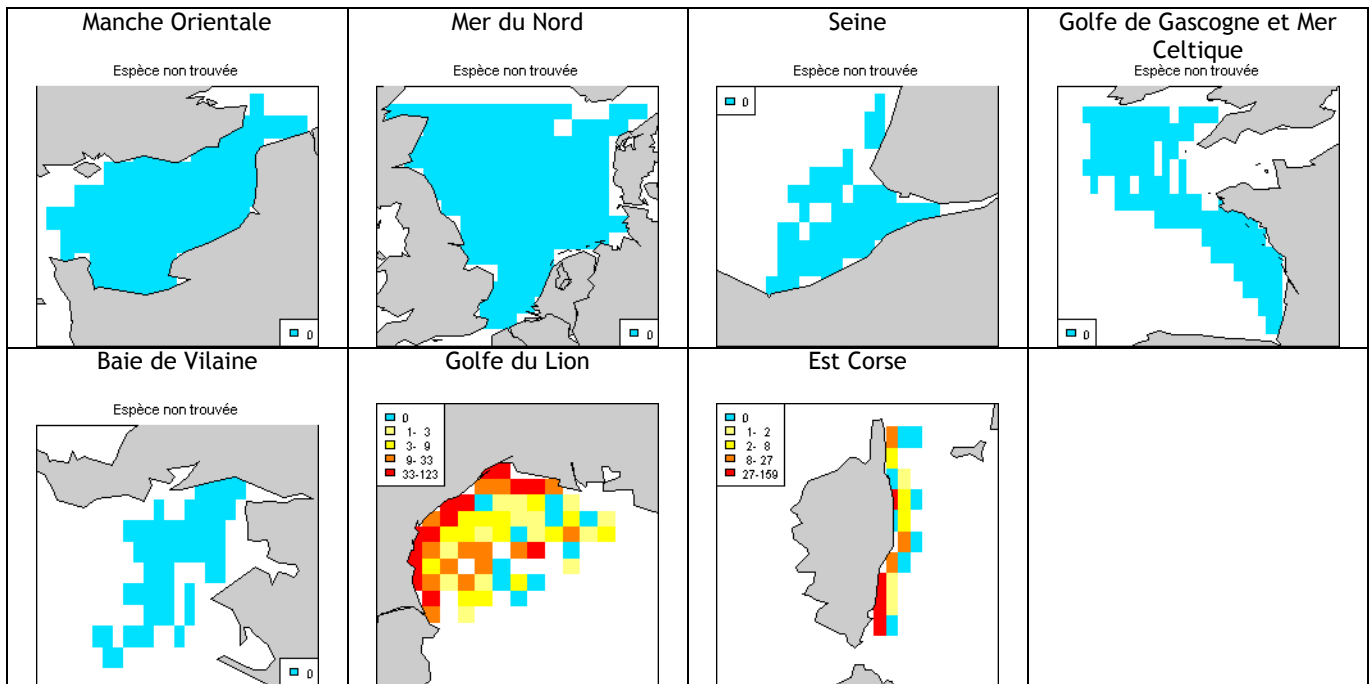 Manche Orientale
Espèce non trouvée
0
Mer du Nord
Espèce non trouvée
0
Seine
Espèce non trouvée
0
Golfe de Gascogne et Mer
Celtique
Espèce non trouvée
0
Baie de Vilaine
Espèce non trouvée
0
Golfe du Lion
0
1- 3
3- 9
9- 33
33-123
Est Corse
0
1- 2
2- 8
8- 27
27-159